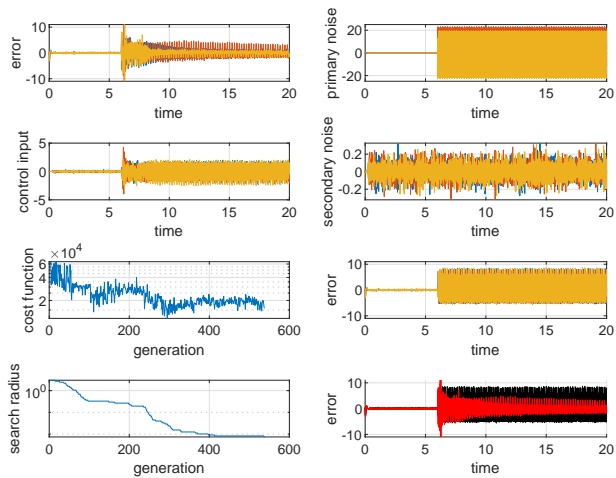 10
0
-10
error
0 5 10 15 20
time
20
0
-20
primary noise
0 5 10 15 20
time
5
0
-5
control input
0 5 10 15 20
time
0.2
0
-0.2
secondary noise
0 5 10 15 20
time
×10⁴
6
4
2
cost function
0 200 400 600
generation
10
0
-10
error
0 5 10 15 20
time
10⁰
search radius
0 200 400 600
generation
10
0
-10
error
0 5 10 15 20
time